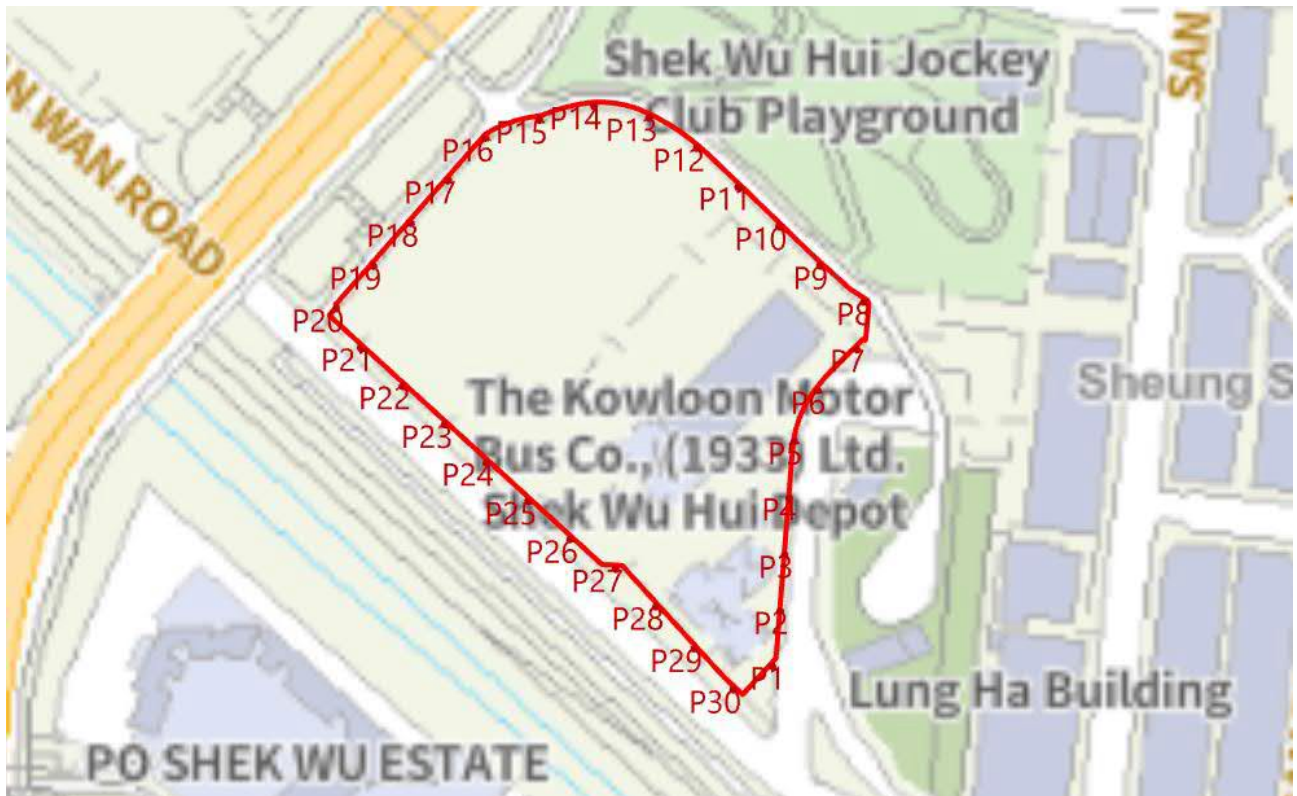 Shek Wu Hui Jockey
Club Playground
SAN
N WAN ROAD
P14
P13
P15
P16
P12
P17
P11
P18
P10
P19
P9
P20
P8
P21
P7
P22
P6
The Kowloon Motor
Bus Co., (1933) Ltd.
Shek Wu Hui Depot
Sheung S
P23
P5
P24
P4
P25
P26
P3
P27
P28
P2
P29
P1
P30
Lung Ha Building
PO SHEK WU ESTATE